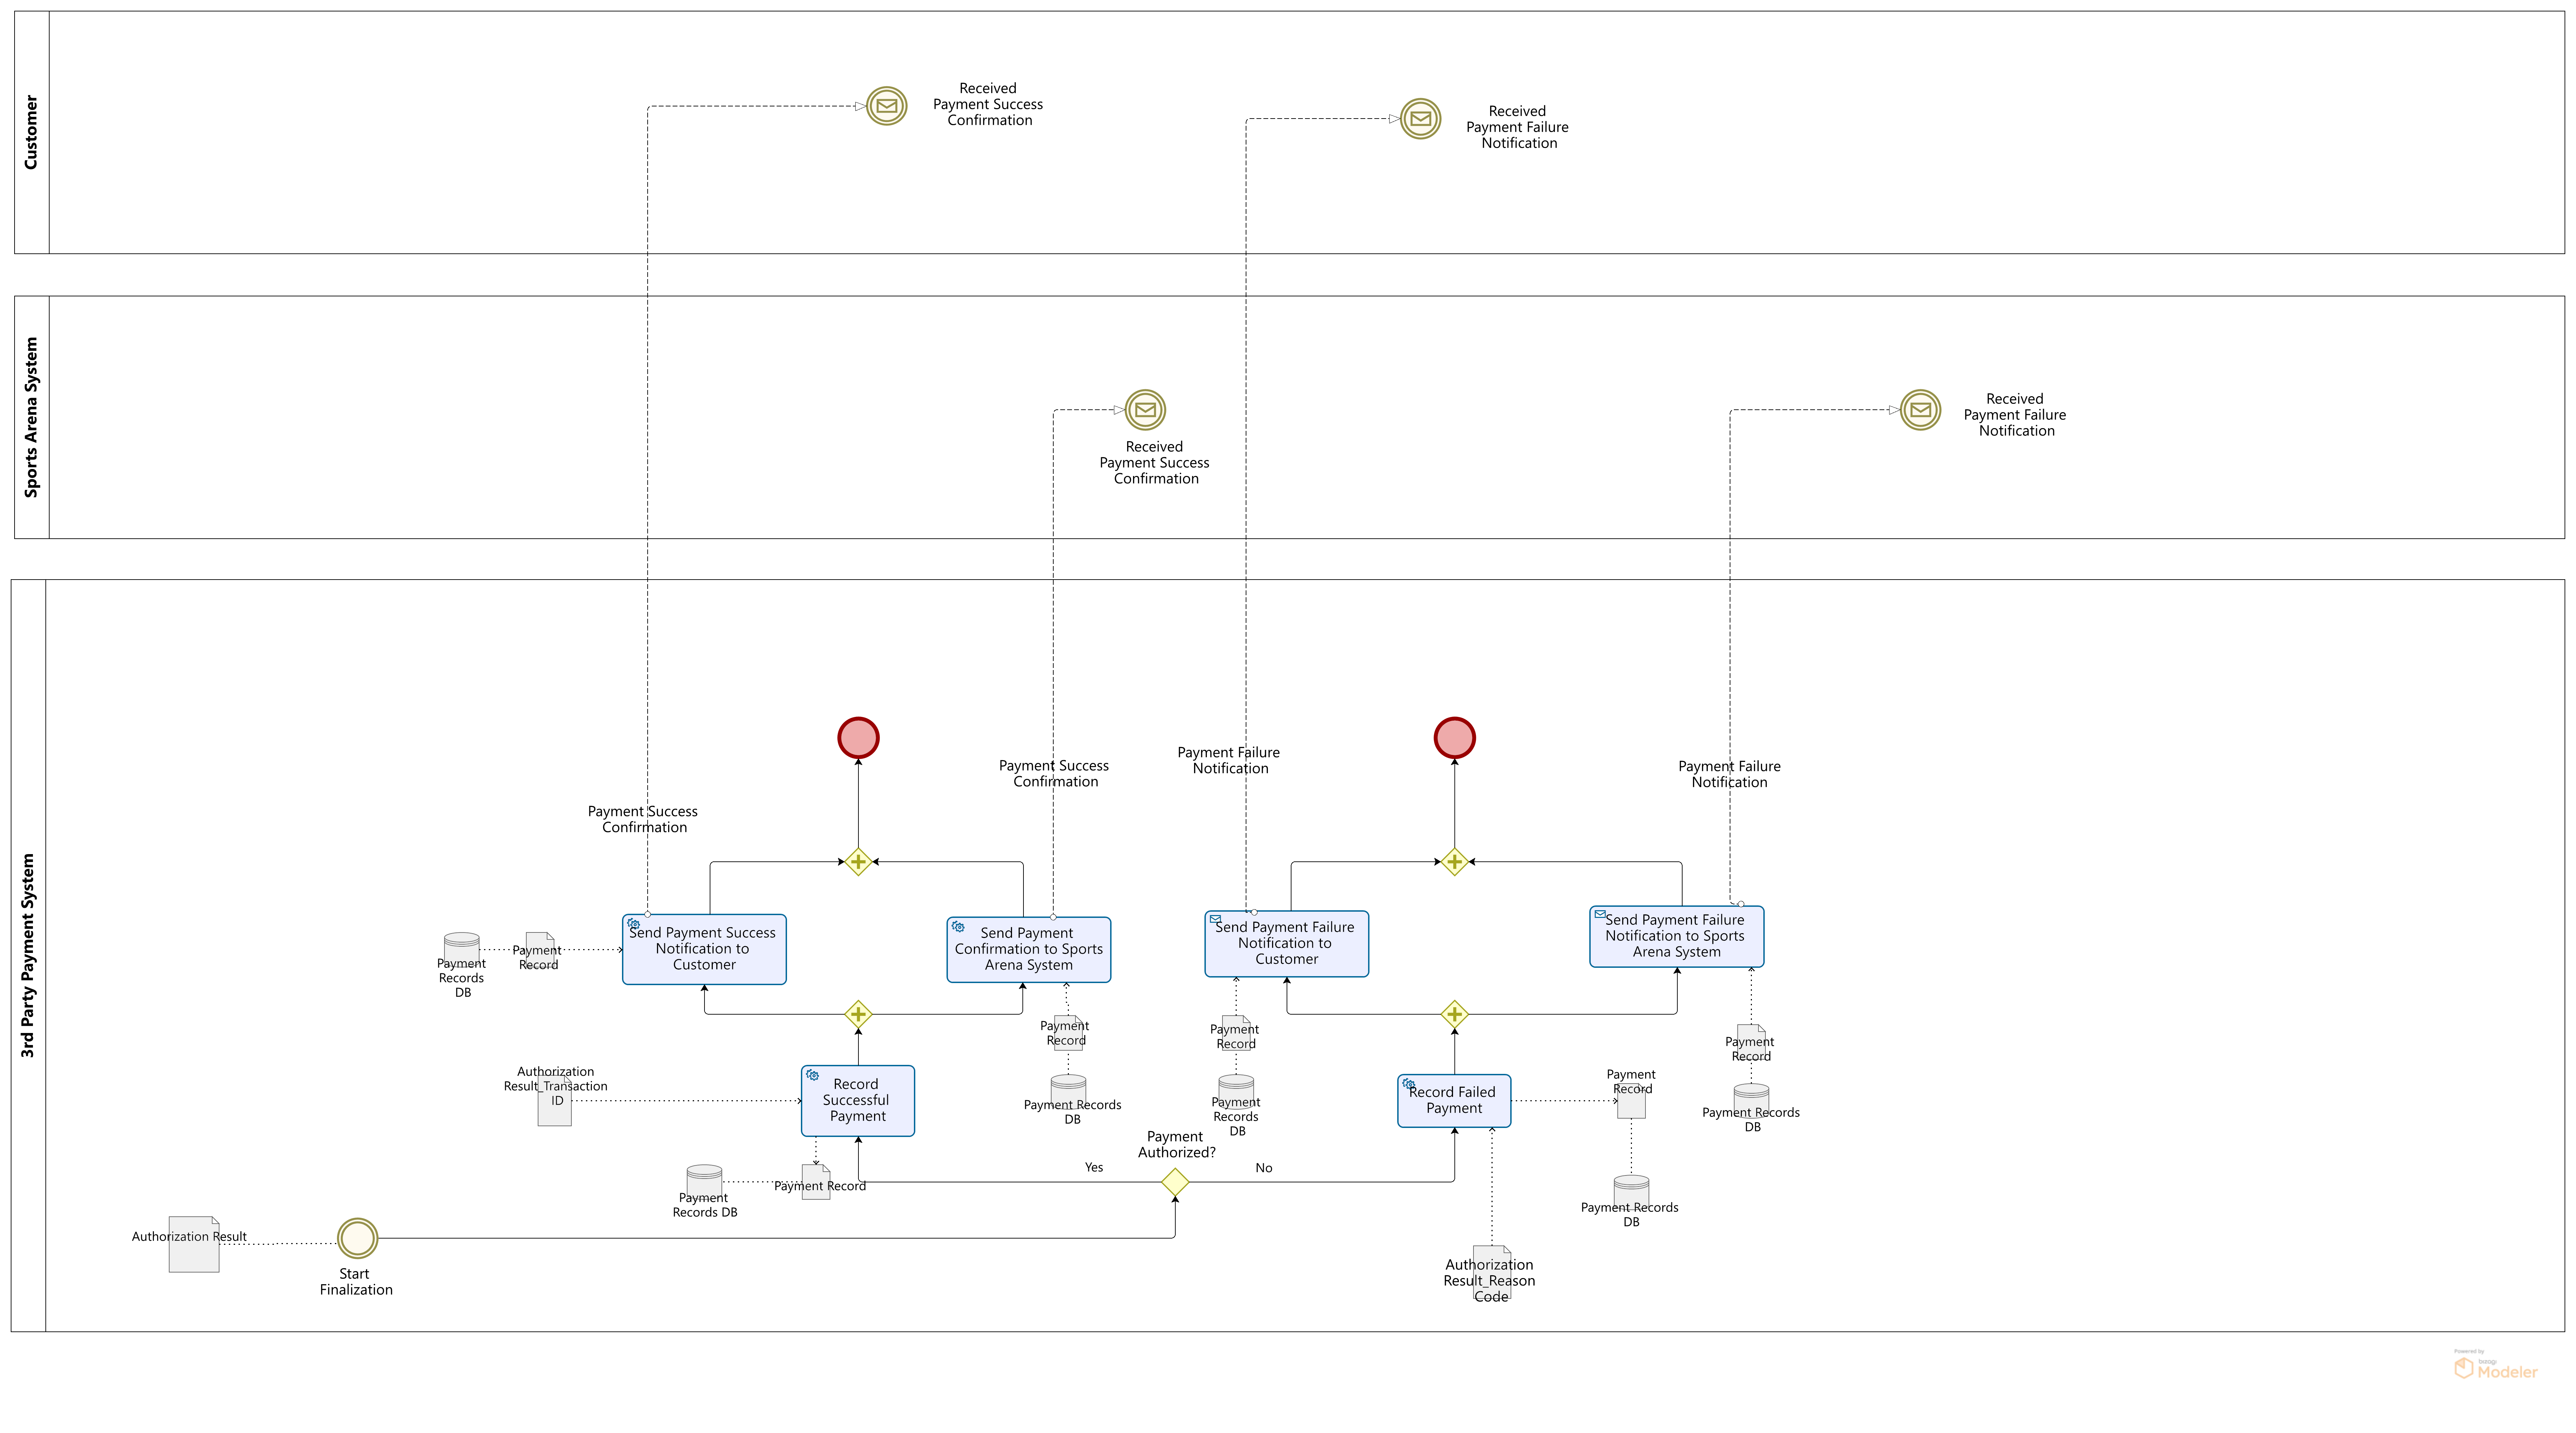 Customer
Received
Payment Success
Confirmation
Received
Payment Failure
Notification
Sports Arena System
Received
Payment Success
Confirmation
Received
Payment Failure
Notification
3rd Party Payment System
Payment Success
Confirmation
Payment Success
Confirmation
Payment Failure
Notification
Payment Failure
Notification
Send Payment Success
Notification to
Customer
Send Payment
Confirmation to Sports
Arena System
Send Payment Failure
Notification to
Customer
Send Payment Failure
Notification to Sports
Arena System
Payment
Records
DB
Payment
Record
Payment
Record
Payment Records
DB
Payment
Record
Payment
Records
DB
Payment
Record
Payment Records
DB
Authorization
Result_Transaction
ID
Record
Successful
Payment
Record Failed
Payment
Payment
Record
Payment Records
DB
Payment
Authorized?
Yes
No
Payment
Records DB
Payment Record
Authorization Result
Start
Finalization
Authorization
Result_Reason
Code
Powered by
bizagi
Modeler